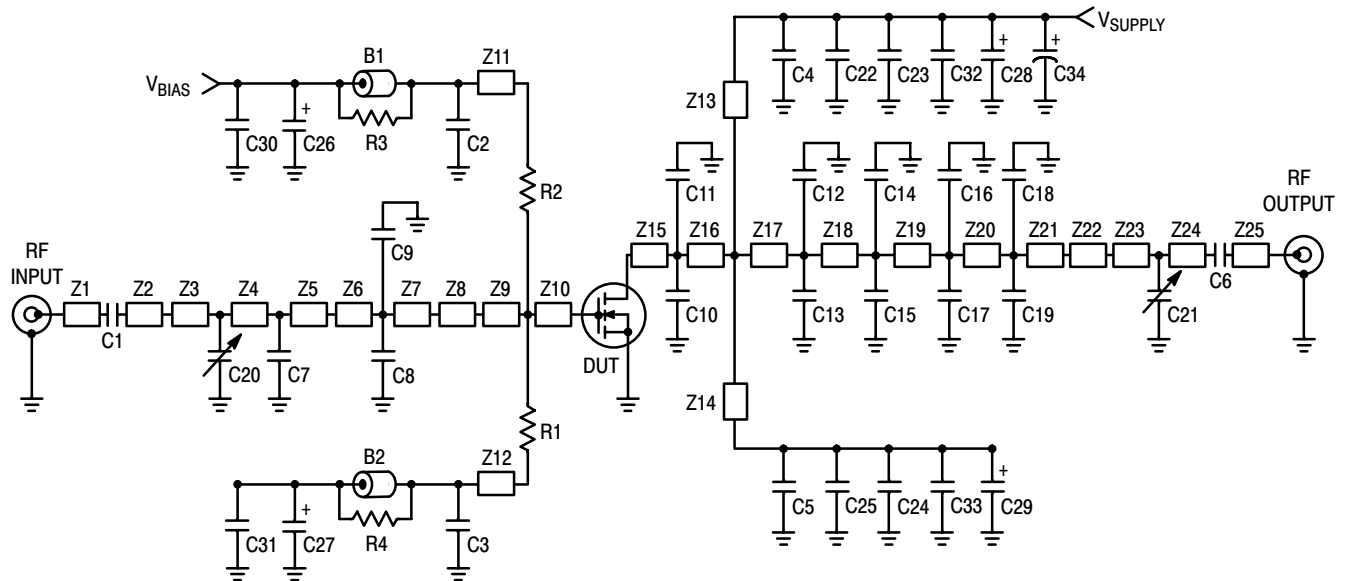 V_SUPPLY
B1
Z11
V_BIAS
C4
C22
C23
C32
+
C28
+
C34
Z13
C30
+
C26
R3
C2
R2
C11
C12
C14
C16
C18
RF
OUTPUT
Z15
Z16
Z17
Z18
Z19
Z20
Z21
Z22
Z23
Z24
Z25
C9
RF
INPUT
Z1
Z2
Z3
Z4
Z5
Z6
Z7
Z8
Z9
Z10
C6
C1
C10
C13
C15
C17
C19
C21
DUT
C20
C7
C8
Z14
R1
B2
Z12
C31
+
C27
R4
C3
C5
C25
C24
C33
+
C29